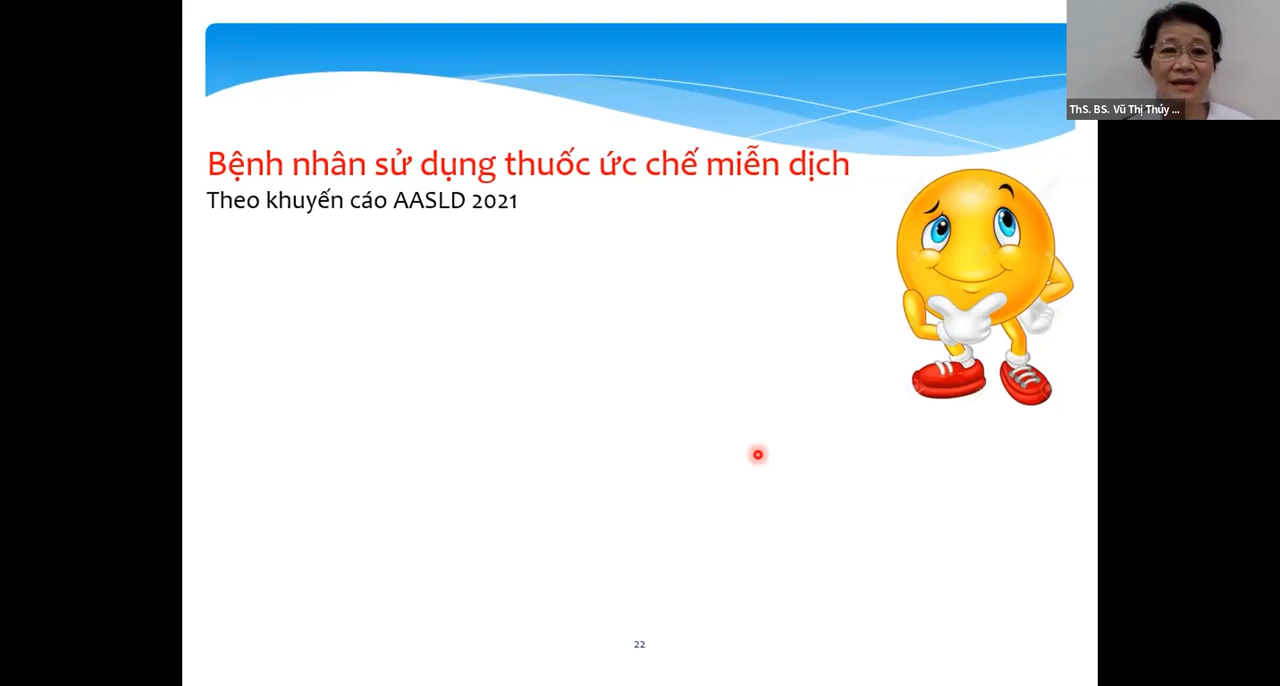 ThS. BS. Vũ Thị Thúy ...
Bệnh nhân sử dụng thuốc ức chế miễn dịch
Theo khuyến cáo AASLD 2021
22